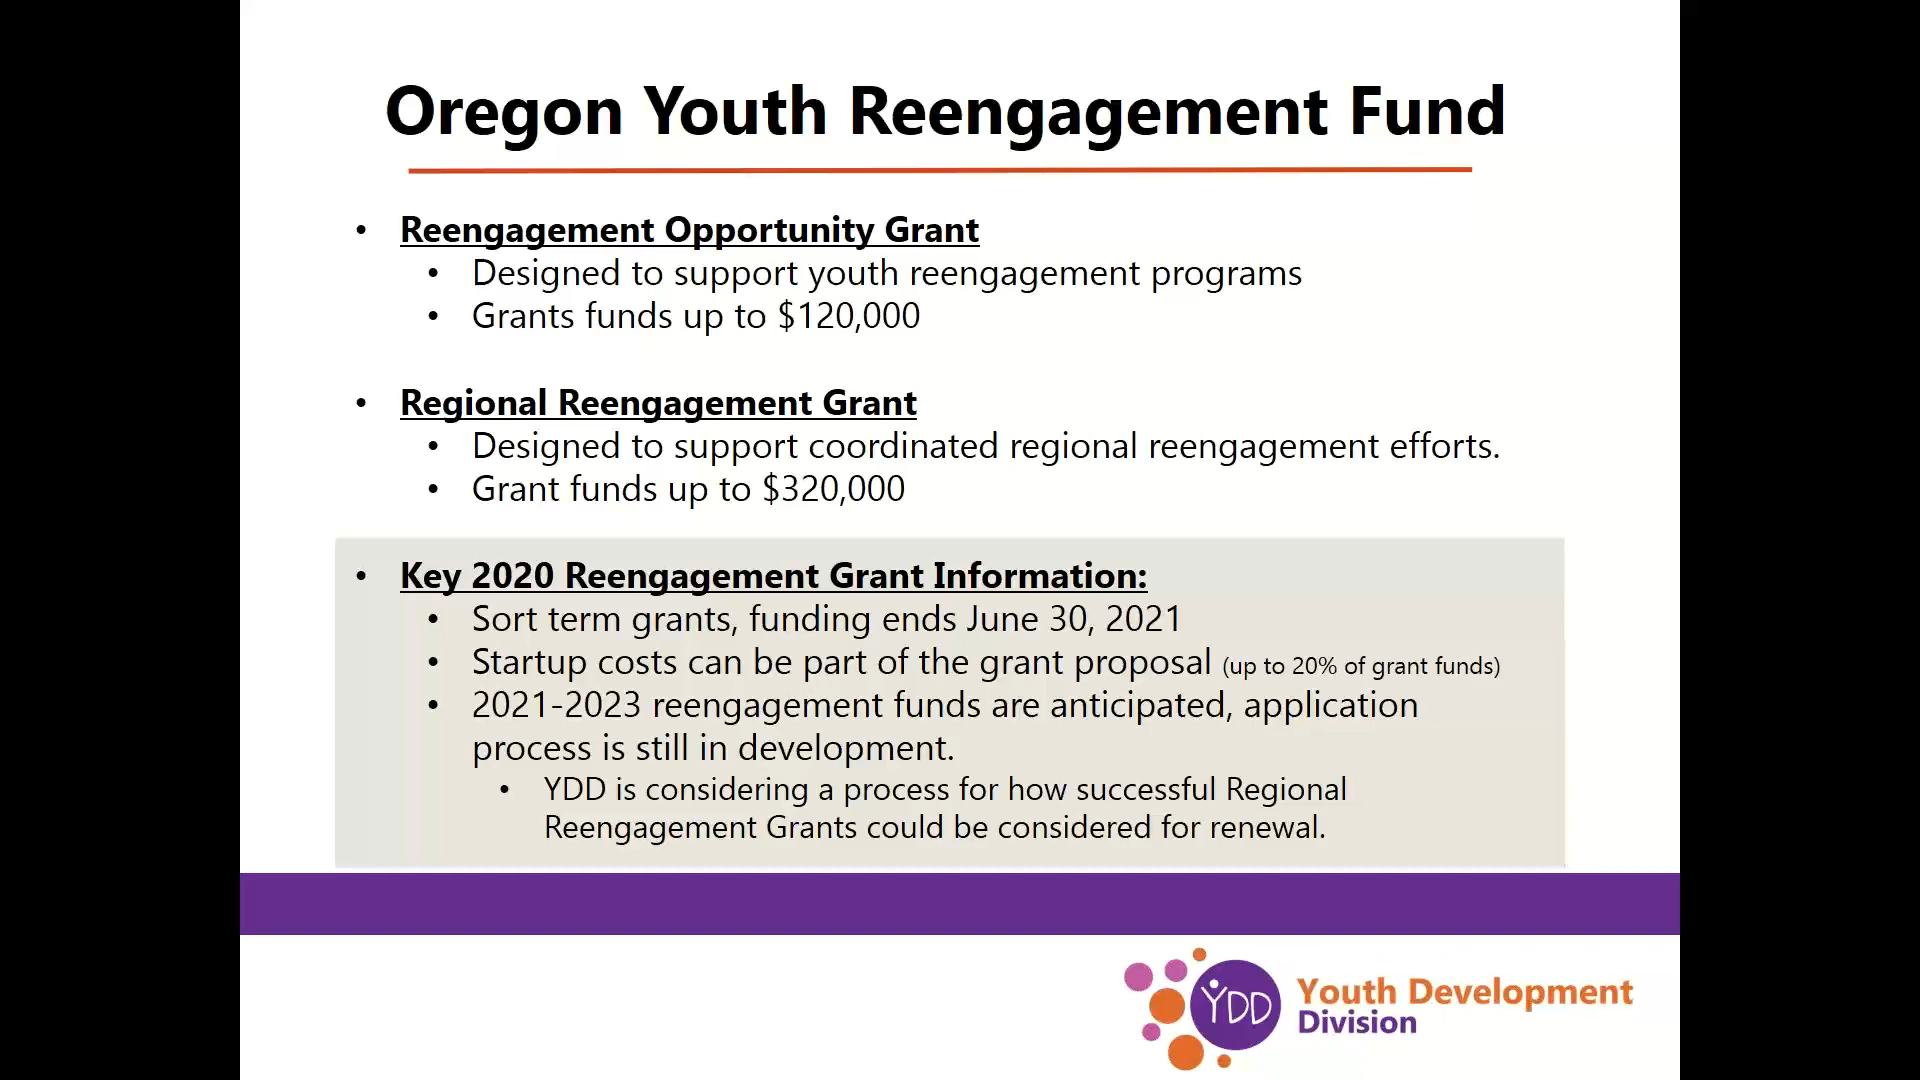 Oregon Youth Reengagement Fund
• Reengagement Opportunity Grant
• Designed to support youth reengagement programs
• Grants funds up to $120,000
• Regional Reengagement Grant
• Designed to support coordinated regional reengagement efforts.
• Grant funds up to $320,000
• Key 2020 Reengagement Grant Information:
• Sort term grants, funding ends June 30, 2021
• Startup costs can be part of the grant proposal (up to 20% of grant funds)
• 2021-2023 reengagement funds are anticipated, application
process is still in development.
• YDD is considering a process for how successful Regional
Reengagement Grants could be considered for renewal.
YDD
Youth Development
Division